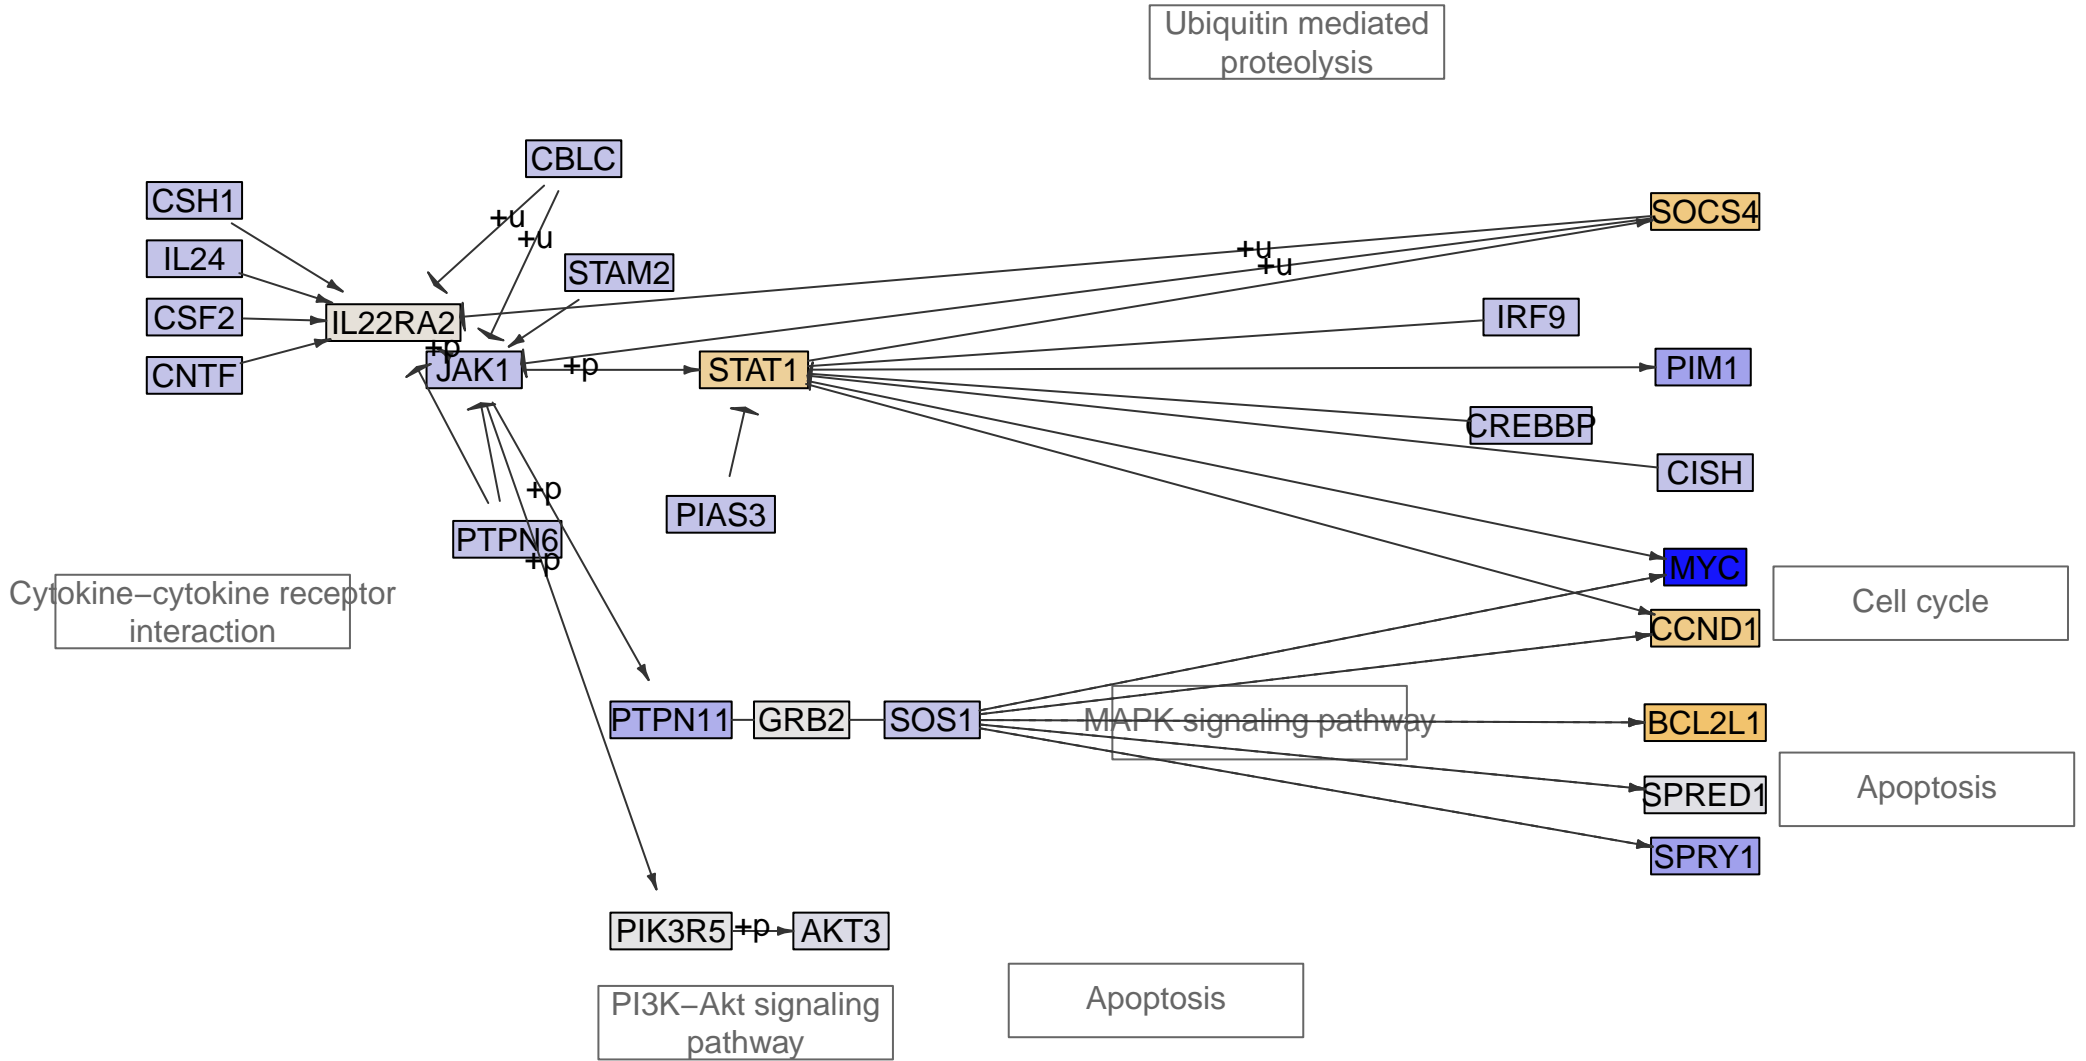 Ubiquitin mediated
proteolysis
CBLC
CSH1
SOCS4
+u
+u
+u
+u
IL24
STAM2
CSF2
IL22RA2
IRF9
+p
CNTF
JAK1
+p
STAT1
PIM1
CREBBP
CISH
+p
PIAS3
PTPN6
+p
MYC
Cytokine−cytokine receptor
interaction
Cell cycle
CCND1
PTPN11
GRB2
SOS1
MAPK signaling pathway
BCL2L1
SPRED1
Apoptosis
SPRY1
PIK3R5
+p
AKT3
PI3K−Akt signaling
pathway
Apoptosis